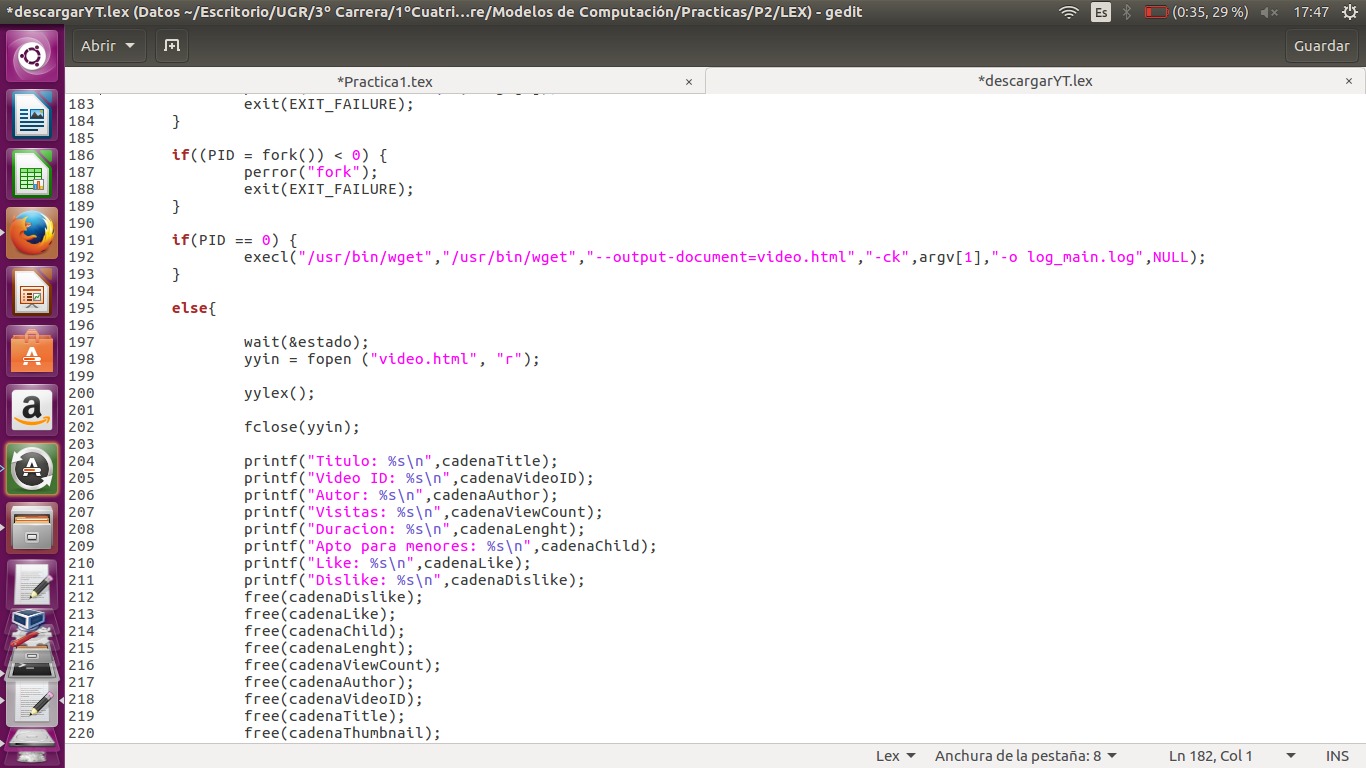 *descargarYT.lex (Datos ~/Escritorio/UGR/3º Carrera/1ºCuatri...re/Modelos de Computación/Practicas/P2/LEX) - gedit Es (0:35, 29 %) 17:47
Abrir Guardar
*Practica1.tex × *descargarYT.lex ×
183 exit(EXIT_FAILURE);
184 }
185
186 if((PID = fork()) < 0) {
187 perror("fork");
188 exit(EXIT_FAILURE);
189 }
190
191 if(PID == 0) {
192 execl("/usr/bin/wget","/usr/bin/wget","--output-document=video.html","-ck",argv[1],"-o log_main.log",NULL);
193 }
194
195 else{
196
197 wait(&estado);
198 yyin = fopen ("video.html", "r");
199
200 yylex();
201
202 fclose(yyin);
203
204 printf("Titulo: %s\n",cadenaTitle);
205 printf("Video ID: %s\n",cadenaVideoID);
206 printf("Autor: %s\n",cadenaAuthor);
207 printf("Visitas: %s\n",cadenaViewCount);
208 printf("Duracion: %s\n",cadenaLenght);
209 printf("Apto para menores: %s\n",cadenaChild);
210 printf("Like: %s\n",cadenaLike);
211 printf("Dislike: %s\n",cadenaDislike);
212 free(cadenaDislike);
213 free(cadenaLike);
214 free(cadenaChild);
215 free(cadenaLenght);
216 free(cadenaViewCount);
217 free(cadenaAuthor);
218 free(cadenaVideoID);
219 free(cadenaTitle);
220 free(cadenaThumbnail);
Lex Anchura de la pestaña: 8 Ln 182, Col 1 INS